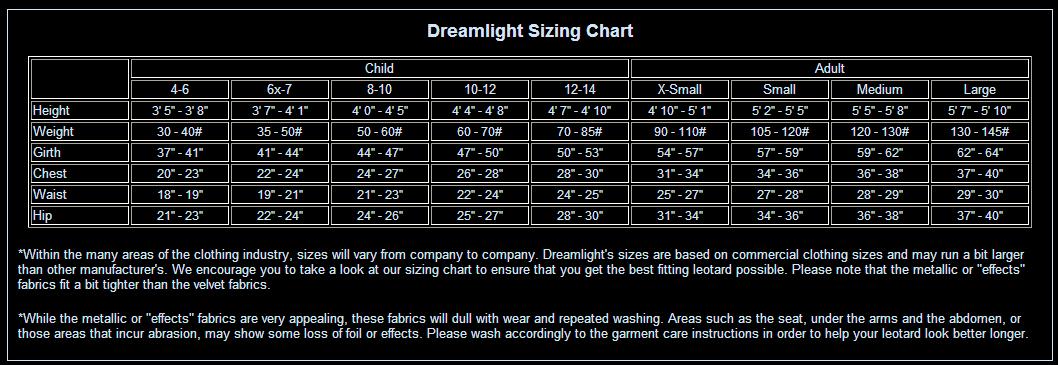 Dreamlight Sizing Chart
Child Adult
4-6 6x-7 8-10 10-12 12-14 X-Small Small Medium Large
Height 3' 5" - 3' 8" 3' 7" - 4' 1" 4' 0" - 4' 5" 4' 4" - 4' 8" 4' 7" - 4' 10" 4' 10" - 5' 1" 5' 2" - 5' 5" 5' 5" - 5' 8" 5' 7" - 5' 10"
Weight 30 - 40# 35 - 50# 50 - 60# 60 - 70# 70 - 85# 90 - 110# 105 - 120# 120 - 130# 130 - 145#
Girth 37" - 41" 41" - 44" 44" - 47" 47" - 50" 50" - 53" 54" - 57" 57" - 59" 59" - 62" 62" - 64"
Chest 20" - 23" 22" - 24" 24" - 27" 26" - 28" 28" - 30" 31" - 34" 34" - 36" 36" - 38" 37" - 40"
Waist 18" - 19" 19" - 21" 21" - 23" 22" - 24" 24" - 25" 25" - 27" 27" - 28" 28" - 29" 29" - 30"
Hip 21" - 23" 22" - 24" 24" - 26" 25" - 27" 28" - 30" 31" - 34" 34" - 36" 36" - 38" 37" - 40"
*Within the many areas of the clothing industry, sizes will vary from company to company. Dreamlight's sizes are based on commercial clothing sizes and may run a bit larger
than other manufacturer's. We encourage you to take a look at our sizing chart to ensure that you get the best fitting leotard possible. Please note that the metallic or "effects"
fabrics fit a bit tighter than the velvet fabrics.
*While the metallic or "effects" fabrics are very appealing, these fabrics will dull with wear and repeated washing. Areas such as the seat, under the arms and the abdomen, or
those areas that incur abrasion, may show some loss of foil or effects. Please wash accordingly to the garment care instructions in order to help your leotard look better longer.